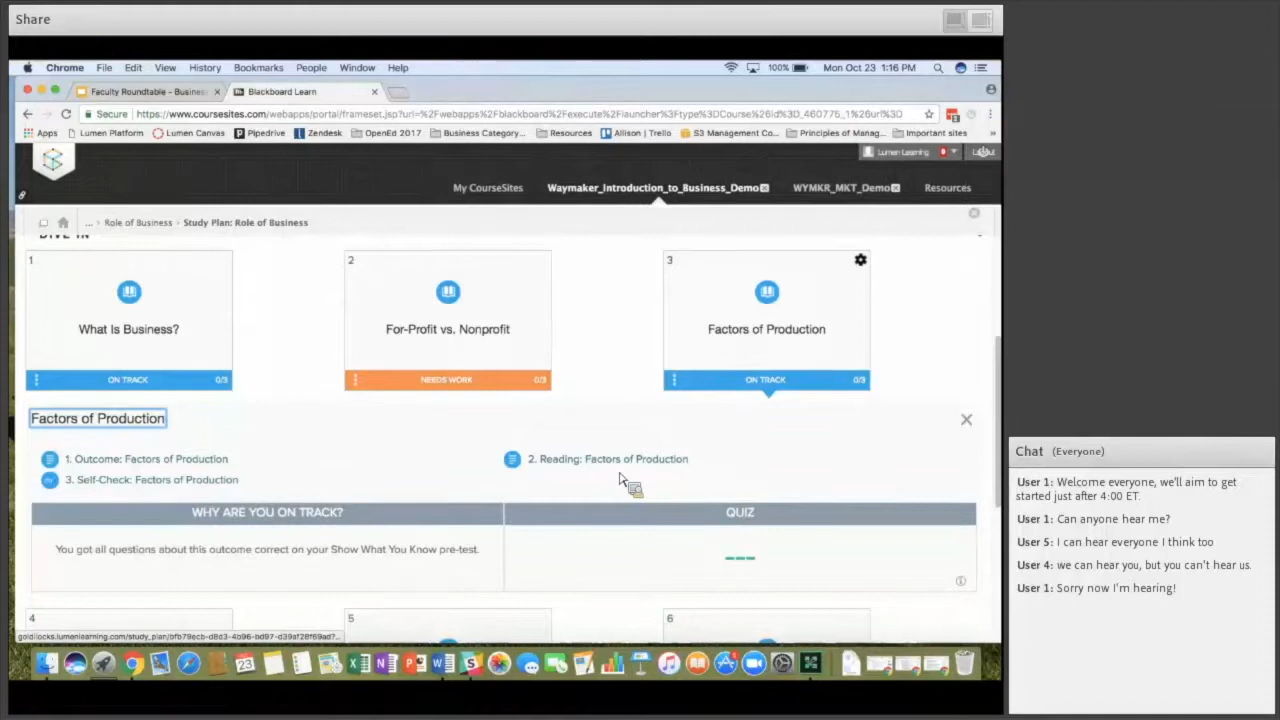 Share
Chrome File Edit View History Bookmarks People Window Help
100% Mon Oct 23 1:16 PM
Faculty Roundtable - Busines
Blackboard Learn
Secure https://www.coursesites.com/webapps/portal/frameset.jsp?url=%2Fwebapps%2Fblackboard%2Fexecute%2Flauncher%3Ftype%3DCourse%26id%3D_460775_1%26url%3D
Apps Lumen Platform Lumen Canvas Pipedrive Zendesk OpenEd 2017 Business Category... Resources Allison | Trello S3 Management Co... Principles of Manag... Important sites
Lumen Learning Logout
My CourseSites Waymaker_Introduction_to_Business_Demo WYMKR_MKT_Demo Resources
... > Role of Business > Study Plan: Role of Business
DIVE IN
1
What Is Business?
ON TRACK 0/3
2
For-Profit vs. Nonprofit
NEEDS WORK 0/3
3
Factors of Production
ON TRACK 0/3
Factors of Production
1. Outcome: Factors of Production
2. Reading: Factors of Production
3. Self-Check: Factors of Production
WHY ARE YOU ON TRACK?
QUIZ
You got all questions about this outcome correct on your Show What You Know pre-test.
4
5
6
23
Chat (Everyone)
User 1: Welcome everyone, we'll aim to get
started just after 4:00 ET.
User 1: Can anyone hear me?
User 5: I can hear everyone I think too
User 4: we can hear you, but you can't hear us.
User 1: Sorry now I'm hearing!